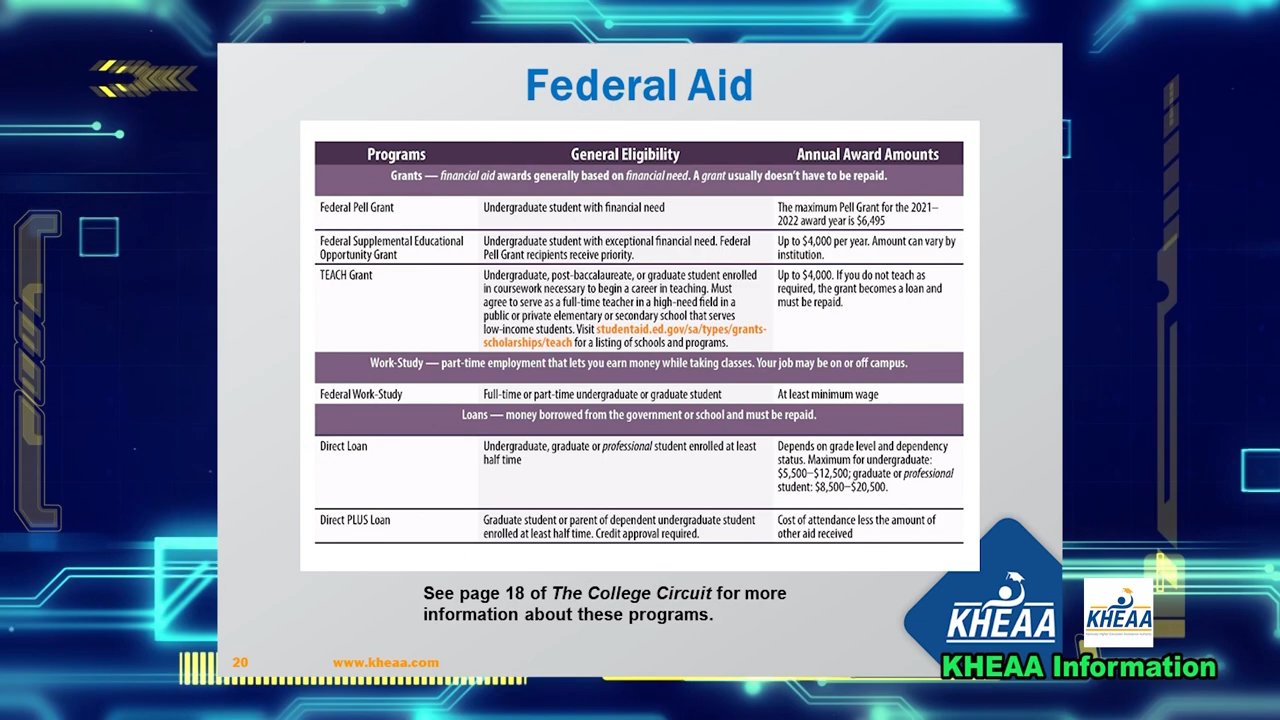 Federal Aid
Programs General Eligibility Annual Award Amounts
Grants — financial aid awards generally based on financial need. A grant usually doesn't have to be repaid.
Federal Pell Grant
Undergraduate student with financial need
The maximum Pell Grant for the 2021–
2022 award year is $6,495
Federal Supplemental Educational
Opportunity Grant
Undergraduate student with exceptional financial need. Federal
Pell Grant recipients receive priority.
Up to $4,000 per year. Amount can vary by
institution.
TEACH Grant
Undergraduate, post-baccalaureate, or graduate student enrolled
in coursework necessary to begin a career in teaching. Must
agree to serve as a full-time teacher in a high-need field in a
public or private elementary or secondary school that serves
low-income students. Visit studentaid.ed.gov/sa/types/grants-
scholarships/teach for a listing of schools and programs.
Up to $4,000. If you do not teach as
required, the grant becomes a loan and
must be repaid.
Work-Study — part-time employment that lets you earn money while taking classes. Your job may be on or off campus.
Federal Work-Study
Full-time or part-time undergraduate or graduate student
At least minimum wage
Loans — money borrowed from the government or school and must be repaid.
Direct Loan
Undergraduate, graduate or professional student enrolled at least
half time
Depends on grade level and dependency
status. Maximum for undergraduate:
$5,500–$12,500; graduate or professional
student: $8,500–$20,500.
Direct PLUS Loan
Graduate student or parent of dependent undergraduate student
enrolled at least half time. Credit approval required.
Cost of attendance less the amount of
other aid received
See page 18 of The College Circuit for more
information about these programs.
KHEAA
KHEAA
20 www.kheaa.com
KHEAA Information